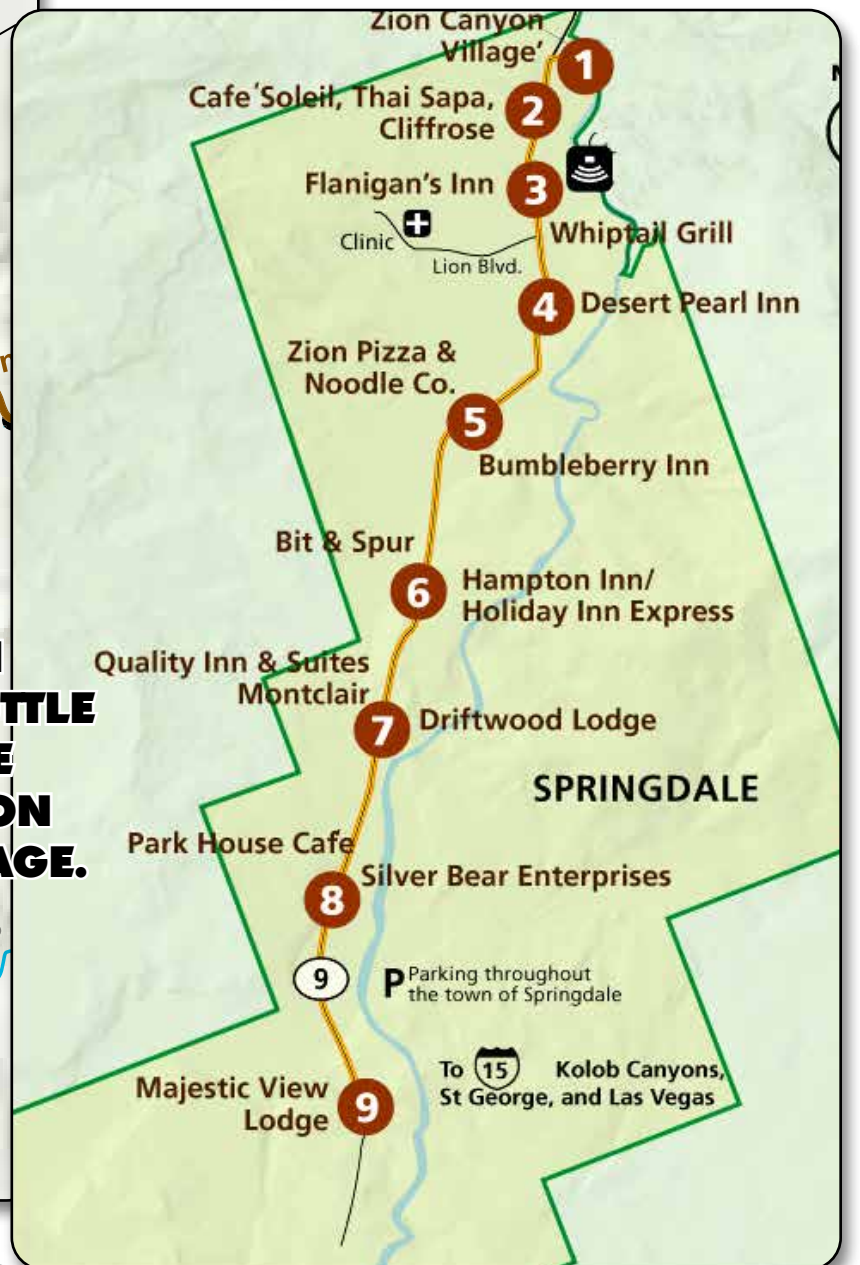 Zion Canyon
Village’
1
Cafe´Soleil, Thai Sapa,
Cliffrose
2
Flanigan’s Inn
3
Clinic
Lion Blvd.
Whiptail Grill
4
Desert Pearl Inn
Zion Pizza &
Noodle Co.
5
Bumbleberry Inn
Bit & Spur
6
Hampton Inn/
Holiday Inn Express
Quality Inn & Suites
Montclair
7
Driftwood Lodge
SPRINGDALE
Park House Cafe
8
Silver Bear Enterprises
9
P Parking throughout
the town of Springdale
To 15 Kolob Canyons,
St George, and Las Vegas
Majestic View
Lodge
9
TTLE
E
ON
AGE.